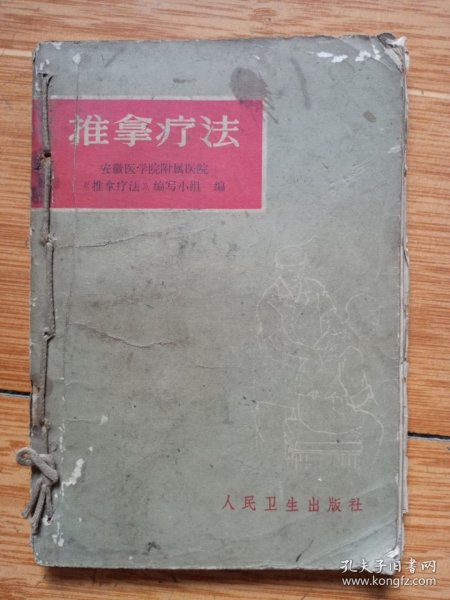 推拿疗法
安徽医学院附属医院
《推拿疗法》编写小组 编
人民卫生出版社
孔夫子旧书网
www.kongfz.com